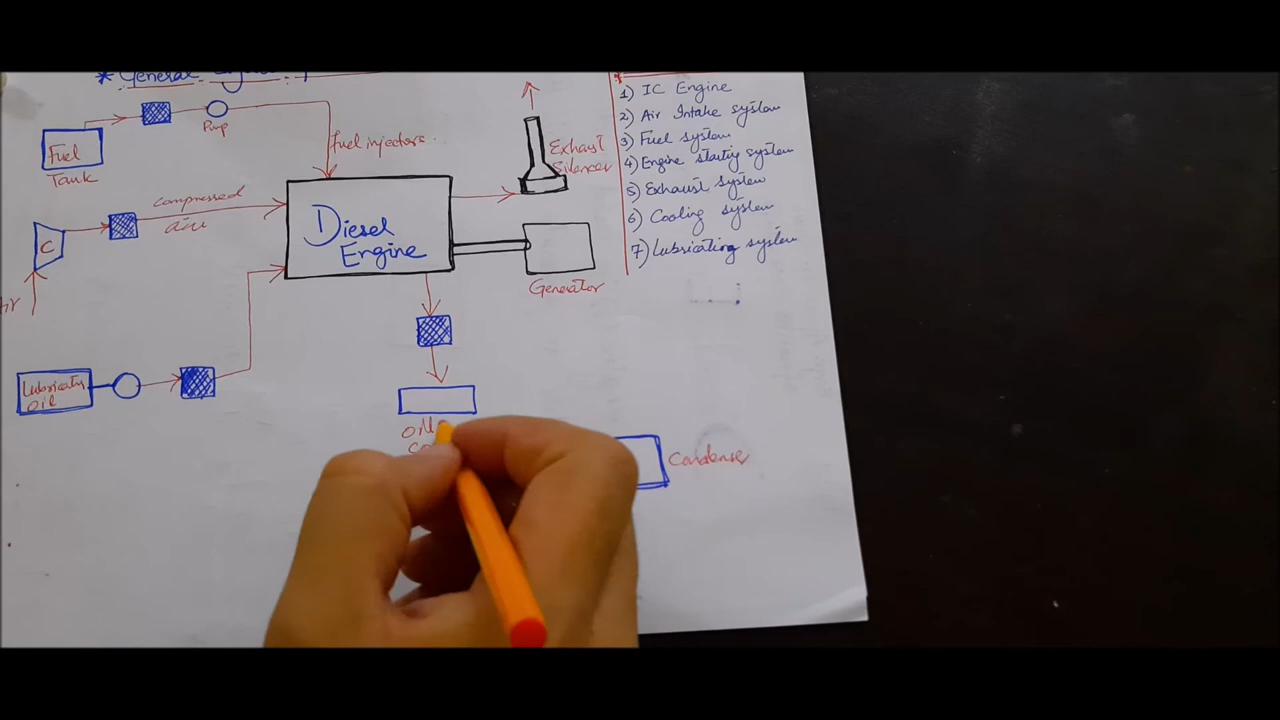 * General
1) IC Engine
2) Air Intake system
3) Fuel system
4) Engine starting system
5) Exhaust system
6) Cooling system
7) Lubricating system
Pump
Fuel
Tank
Fuel injectors
Exhaust
Silencer
compressed
air
C
Diesel
Engine
Generator
Lubricating
oil
Condenser